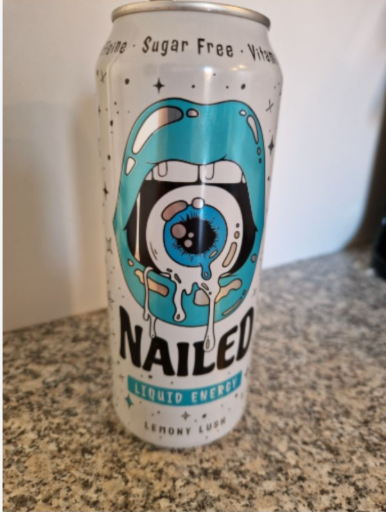 · Sugar Free ·
NAILED
LIQUID ENERGY
LEMONY LUSH